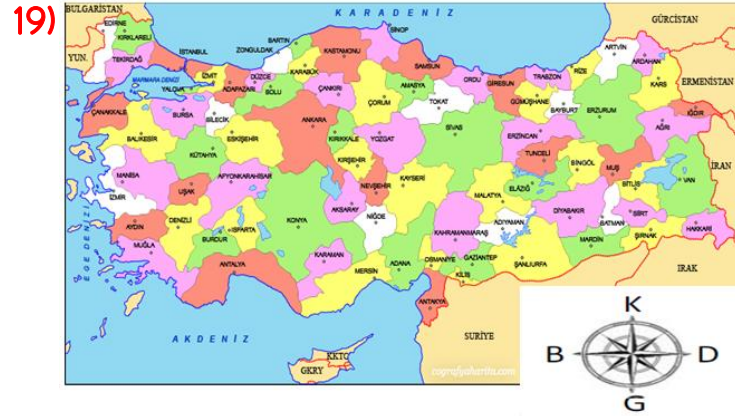 19)
BULGARİSTAN
KARADENİZ
GÜRCİSTAN
EDİRNE
KIRKLARELİ
SİNOP
YUN.
TEKİRDAĞ
İSTANBUL
ZONGULDAK
BARTIN
KASTAMONU
SAMSUN
ARTVİN
ARDAHAN
MARMARA DENİZİ
YALOVA
İZMİT
ADAPAZARI
DÜZCE
BOLU
KARABÜK
ÇANKIRI
ORDU
GİRESUN
TRABZON
RİZE
KARS
ERMENİSTAN
ÇANAKKALE
BURSA
BİLECİK
ÇORUM
AMASYA
TOKAT
GÜMÜŞHANE
BAYBURT
ERZURUM
IĞDIR
BALIKESİR
ESKİŞEHİR
ANKARA
KIRIKKALE
YOZGAT
SİVAS
ERZİNCAN
AĞRI
KÜTAHYA
KIRŞEHİR
TUNCELİ
BİNGÖL
MUŞ
İRAN
MANİSA
UŞAK
AFYONKARAHİSAR
NEVŞEHİR
KAYSERİ
MALATYA
ELAZIĞ
BİTLİS
VAN
İZMİR
AKSARAY
NİĞDE
DİYABAKIR
BATMAN
SİİRT
EGE DENİZ
AYDIN
DENİZLİ
ISPARTA
KONYA
KAHRAMANMARAŞ
ADIYAMAN
ŞIRNAK
HAKKARİ
MUĞLA
BURDUR
KARAMAN
MARDİN
ANTALYA
MERSİN
ADANA
OSMANİYE
GAZİANTEP
KİLİS
ŞANLIURFA
IRAK
ANTAKYA
AKDENİZ
SURİYE
KKTC
GKRY
cografyaharita.com
K
B
D
G